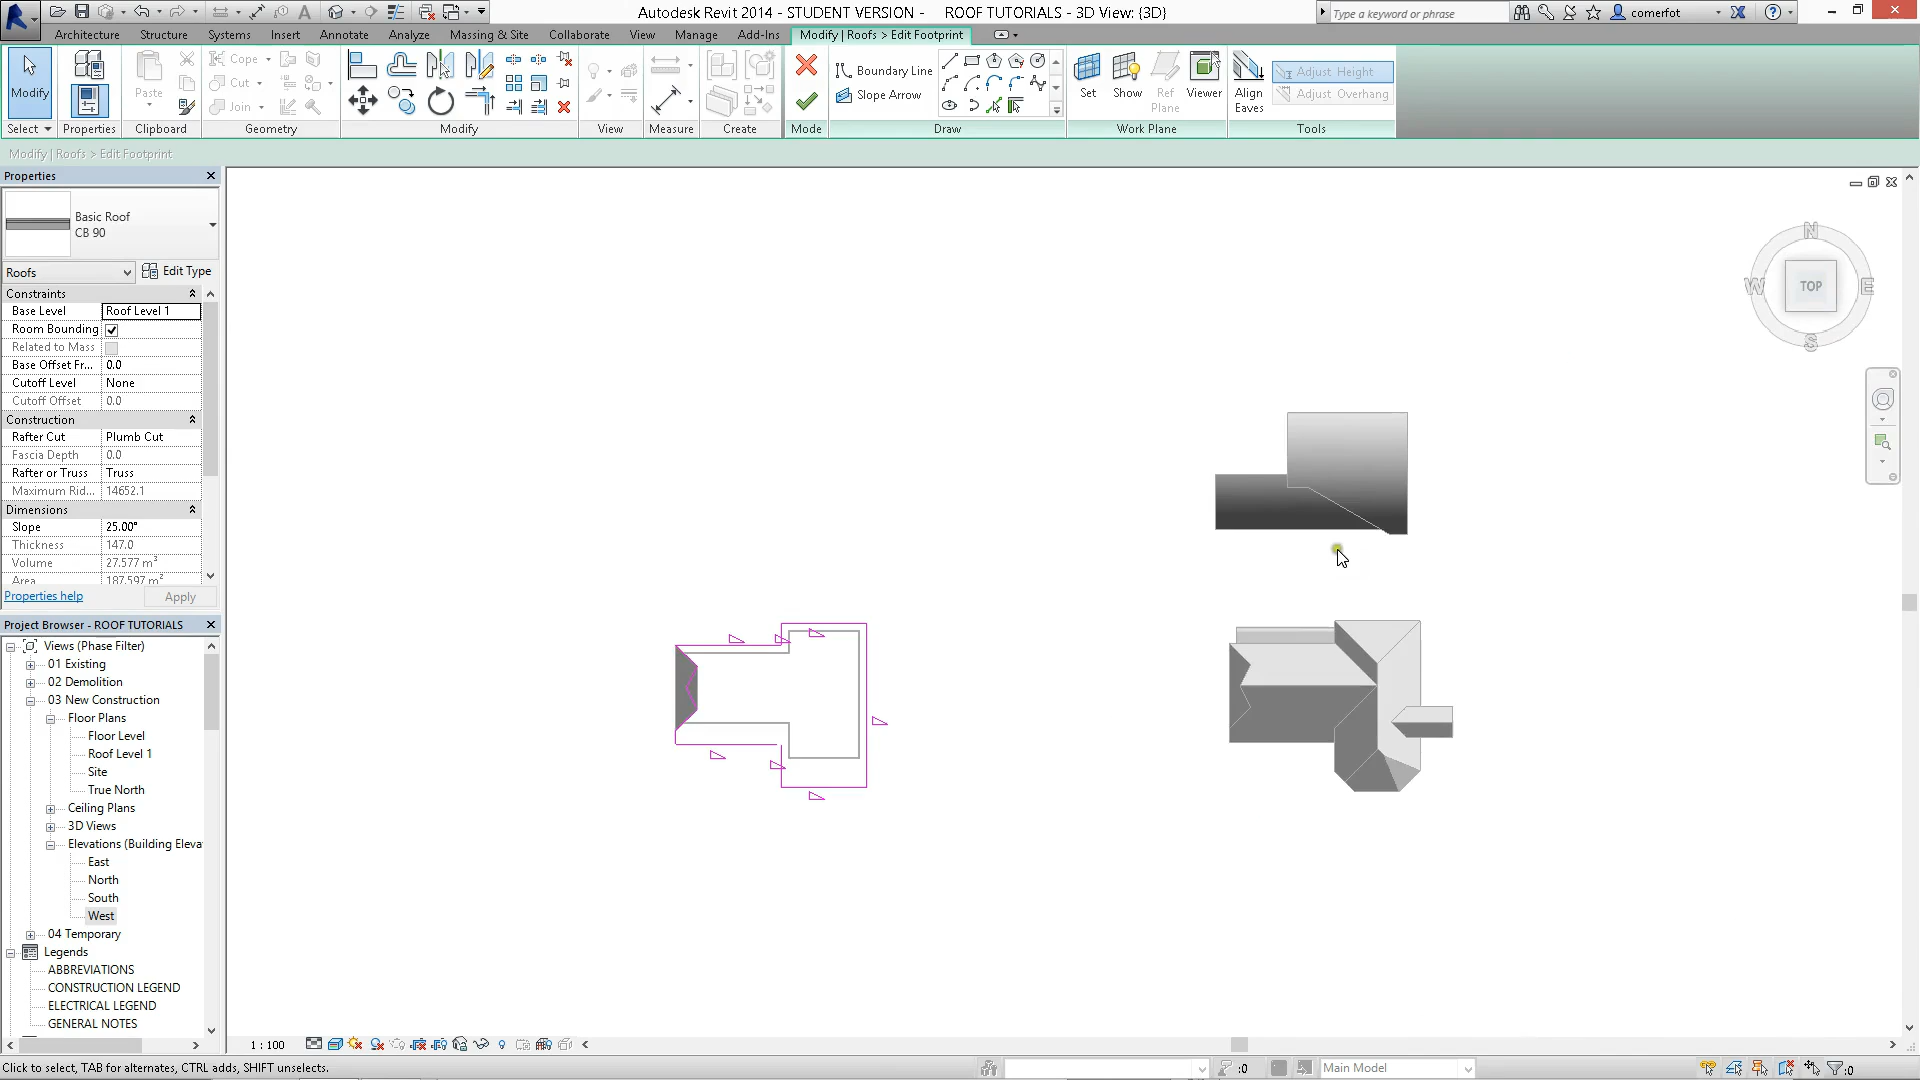 Autodesk Revit 2014 - STUDENT VERSION - ROOF TUTORIALS - 3D View: {3D}
Type a keyword or phrase
comerfot
Architecture Structure Systems Insert Annotate Analyze Massing & Site Collaborate View Manage Add-Ins Modify | Roofs > Edit Footprint
Modify
Paste
Cope
Cut
Join
Boundary Line
Slope Arrow
Set
Show
Ref Plane
Viewer
Align Eaves
Adjust Height
Adjust Overhang
Select Properties Clipboard Geometry Modify View Measure Create Mode Draw Work Plane Tools
Modify | Roofs > Edit Footprint
Properties
Basic Roof
CB 90
Roofs
Edit Type
Constraints
Base Level Roof Level 1
Room Bounding
Related to Mass
Base Offset Fr... 0.0
Cutoff Level None
Cutoff Offset 0.0
Construction
Rafter Cut Plumb Cut
Fascia Depth 0.0
Rafter or Truss Truss
Maximum Rid... 14652.1
Dimensions
Slope 25.00°
Thickness 147.0
Volume 27.577 m³
Area 187.597 m²
Properties help
Apply
Project Browser - ROOF TUTORIALS
Views (Phase Filter)
01 Existing
02 Demolition
03 New Construction
Floor Plans
Floor Level
Roof Level 1
Site
True North
Ceiling Plans
3D Views
Elevations (Building Eleva
East
North
South
West
04 Temporary
Legends
ABBREVIATIONS
CONSTRUCTION LEGEND
ELECTRICAL LEGEND
GENERAL NOTES
N
W
TOP
E
S
1 : 100
Click to select, TAB for alternates, CTRL adds, SHIFT unselects.
:0
Main Model
:0